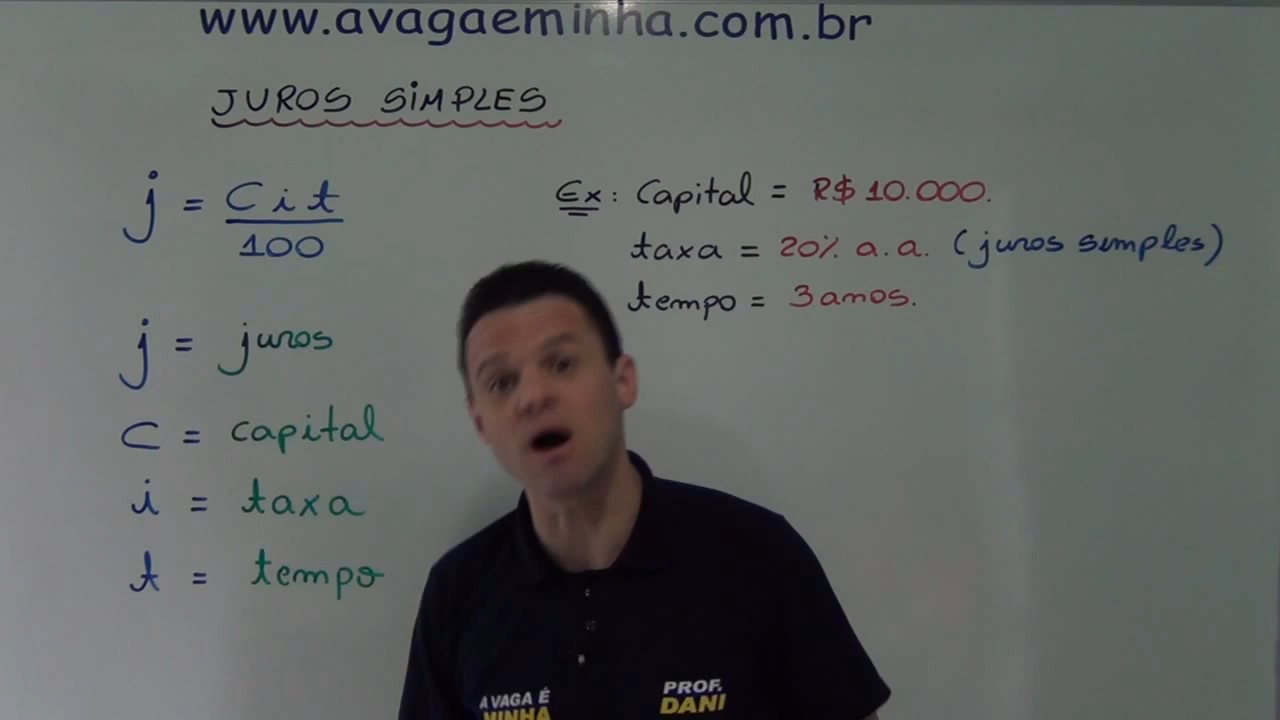 www.avagaeminha.com.br
JUROS SIMPLES
j = C i t
100
j = juros
C = capital
i = taxa
t = tempo
Ex: Capital = R$ 10.000.
taxa = 20% a.a. (juros simples)
tempo = 3 anos.
A VAGA É
MINHA
PROF.
DANI